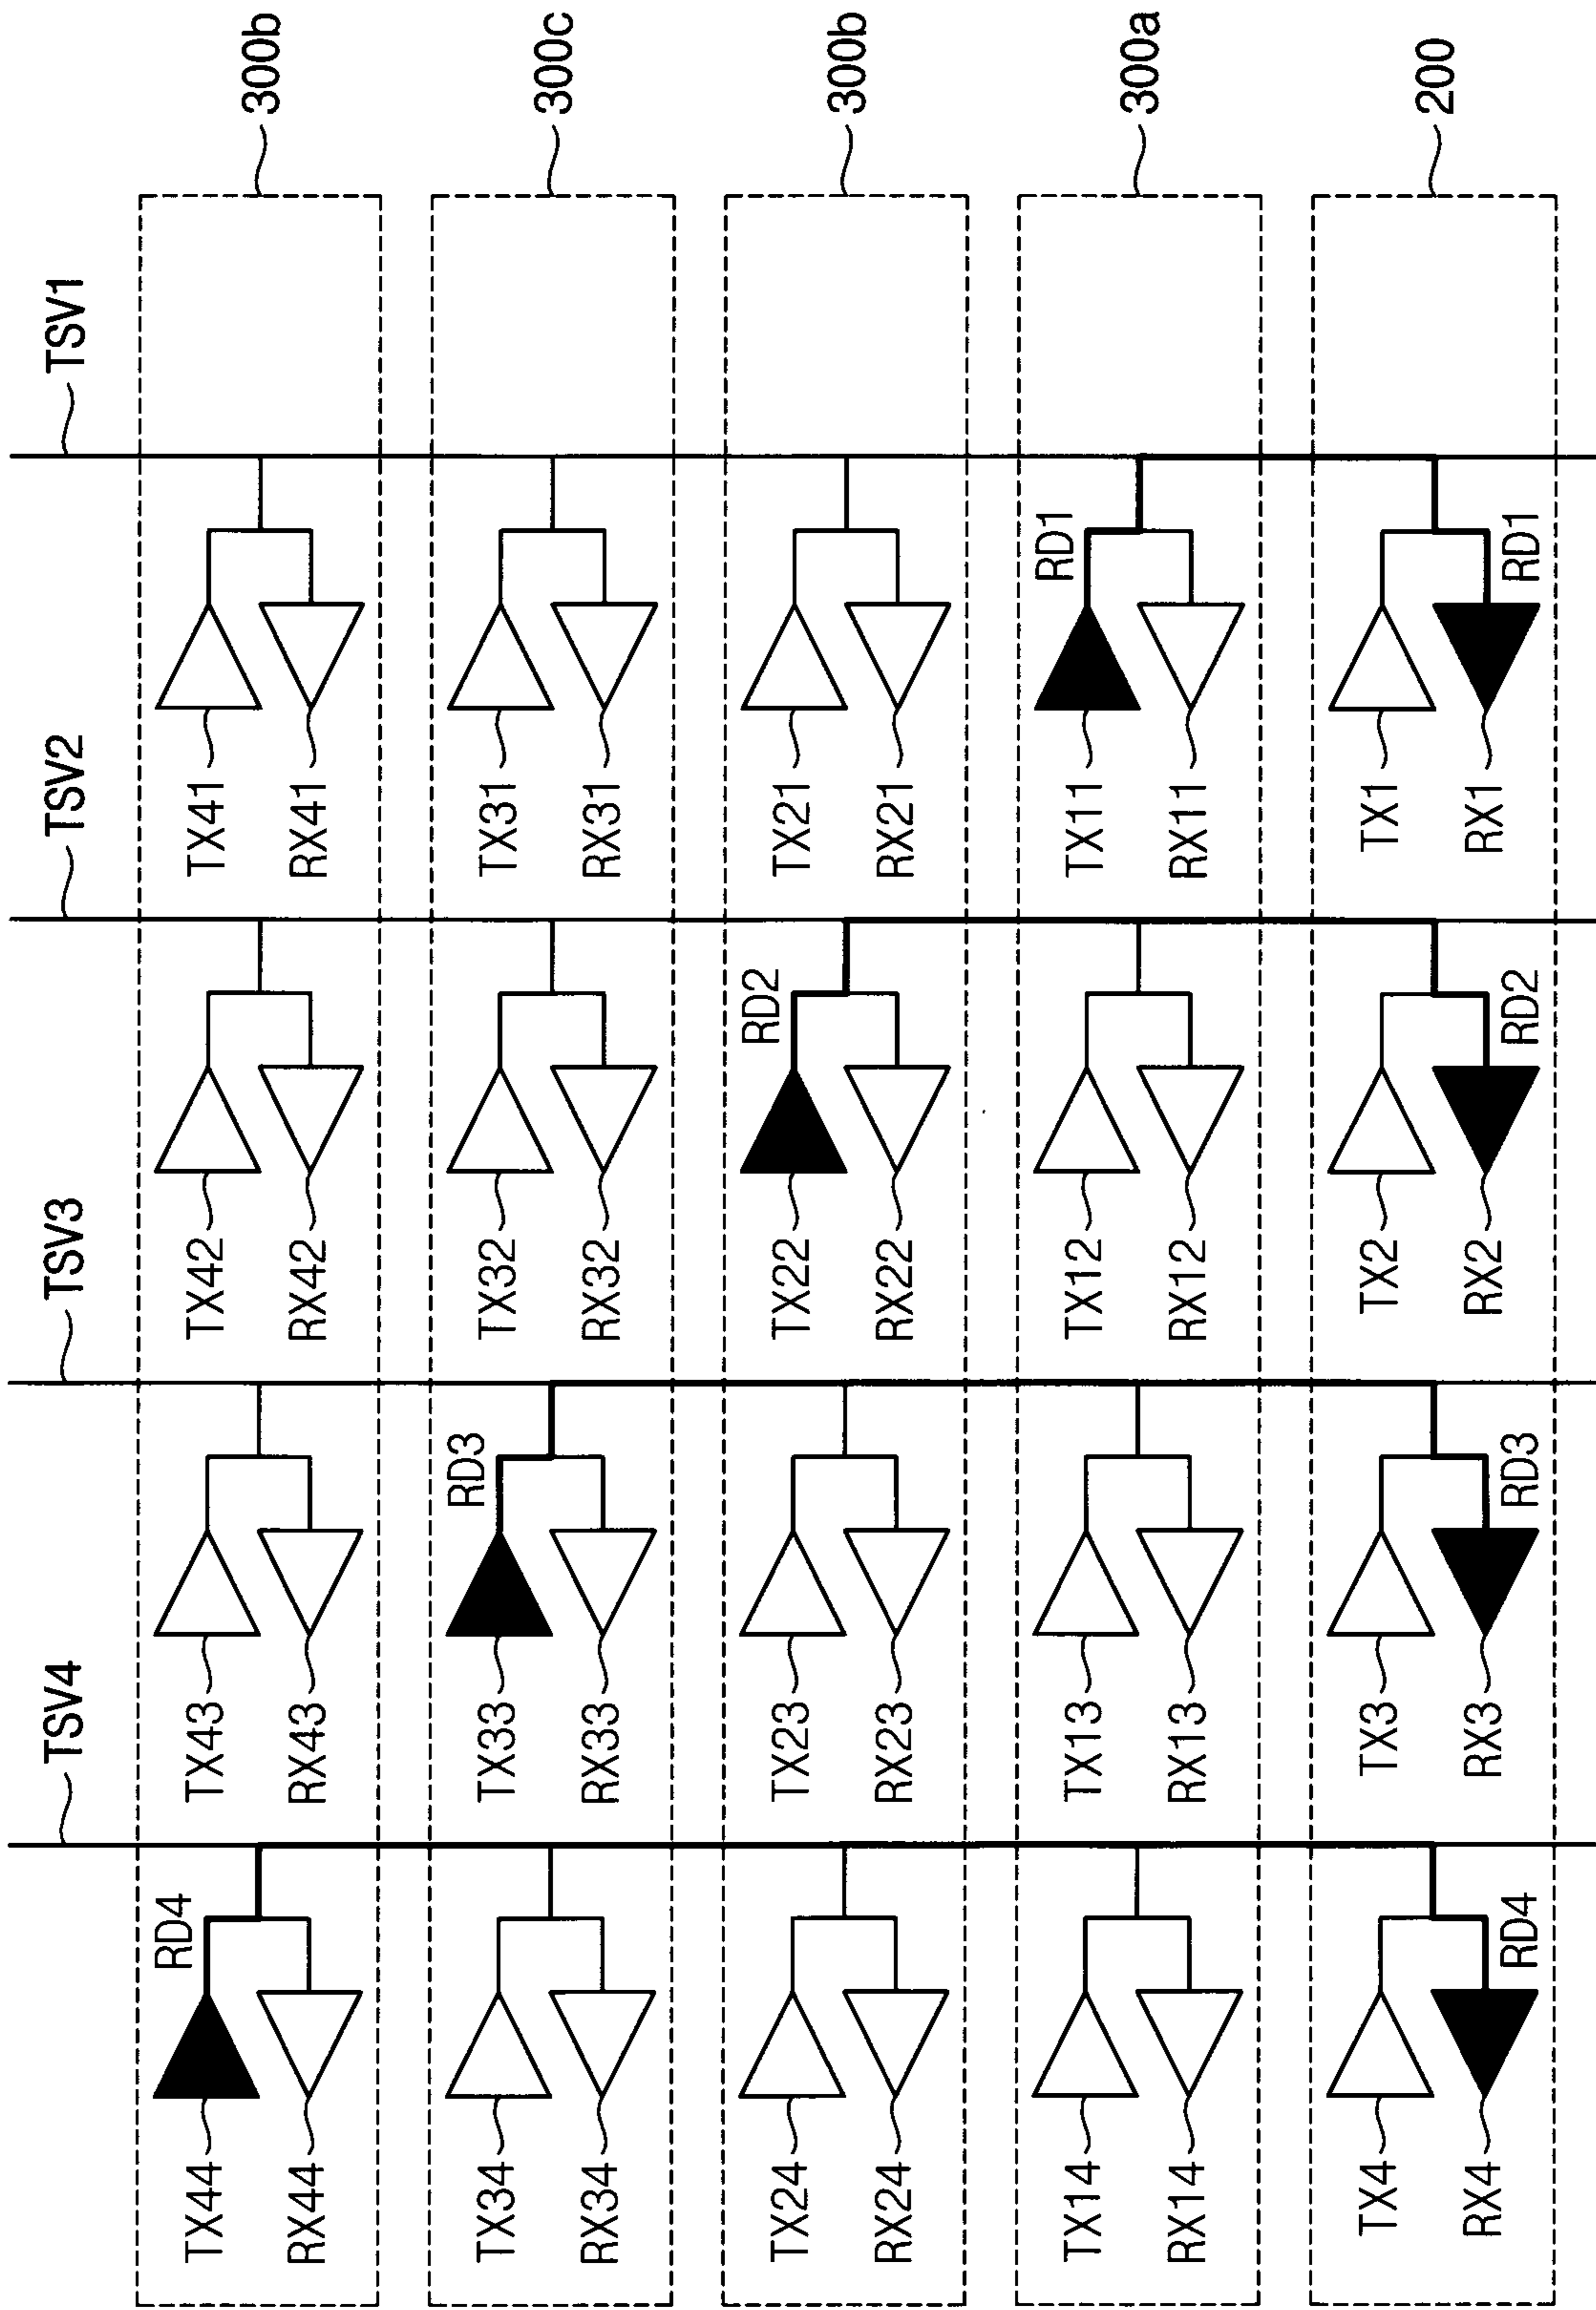 TSV4 TSV3 TSV2 TSV1
RD4
TX44 TX43 TX42 TX41
300b
RX44 RX43 RX42 RX41
RD3
TX34 TX33 TX32 TX31
300c
RX34 RX33 RX32 RX31
RD2
TX24 TX23 TX22 TX21
300b
RX24 RX23 RX22 RX21
RD1
TX14 TX13 TX12 TX11
300a
RX14 RX13 RX12 RX11
TX4 TX3 TX2 TX1
200
RX4 RX3 RX2 RX1
RD4 RD3 RD2 RD1